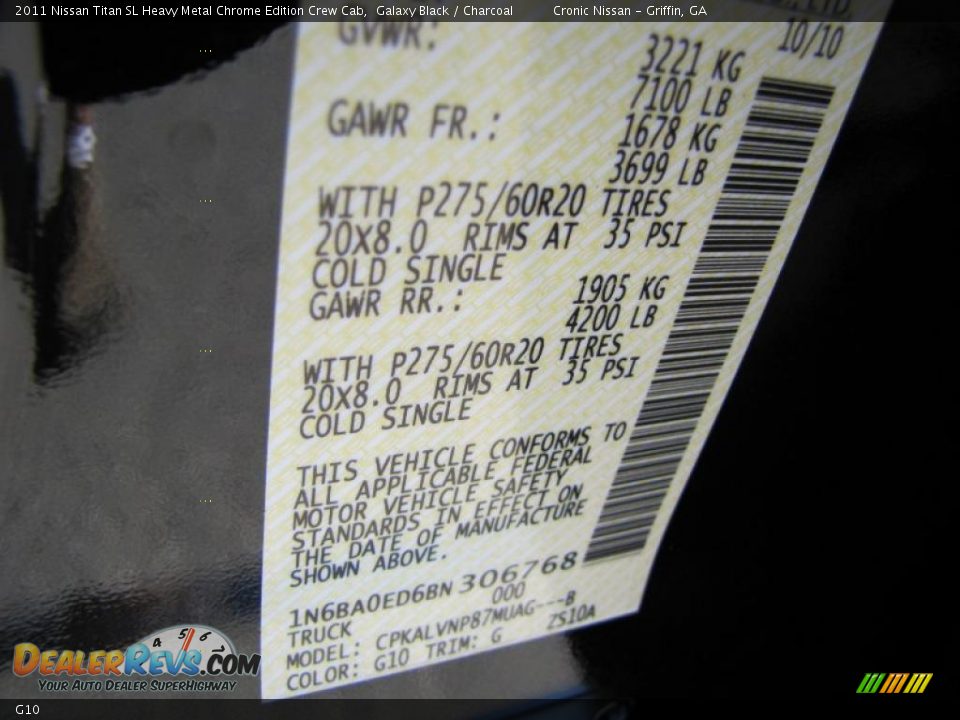 2011 Nissan Titan SL Heavy Metal Chrome Edition Crew Cab, Galaxy Black / Charcoal Cronic Nissan - Griffin, GA
10/10
GVWR: 3221 KG
7100 LB
GAWR FR.: 1678 KG
3699 LB
WITH P275/60R20 TIRES
20X8.0 RIMS AT 35 PSI
COLD SINGLE
GAWR RR.: 1905 KG
4200 LB
WITH P275/60R20 TIRES
20X8.0 RIMS AT 35 PSI
COLD SINGLE
THIS VEHICLE CONFORMS TO
ALL APPLICABLE FEDERAL
MOTOR VEHICLE SAFETY
STANDARDS IN EFFECT ON
THE DATE OF MANUFACTURE
SHOWN ABOVE.
1N6BA0ED6BN306768
000
TRUCK
MODEL: CPKALVNP87MUAG---B
COLOR: G10 TRIM: G ZS10A
4 5 6
DEALERREVS.COM
YOUR AUTO DEALER SUPERHIGHWAY
G10